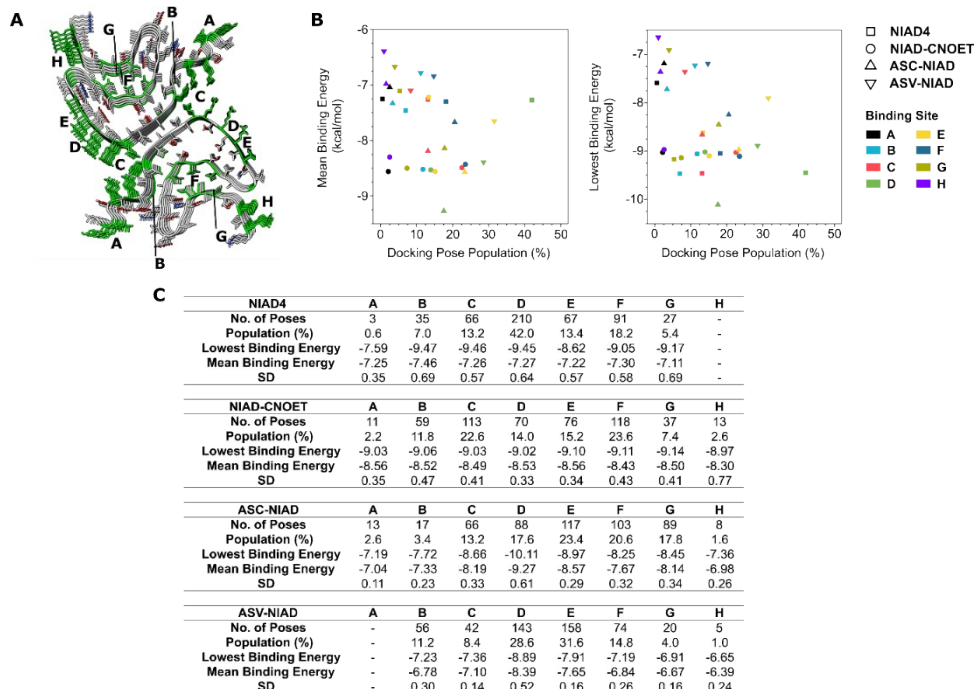 A
B
G
A
H
F
C
E
D
D
E
C
F
H
G
A
B
B
-6
-7
-8
-9
0 10 20 30 40 50
Mean Binding Energy
(kcal/mol)
Docking Pose Population (%)
-7
-8
-9
-10
0 10 20 30 40 50
Lowest Binding Energy
(kcal/mol)
Docking Pose Population (%)
NIAD4
NIAD-CNOET
ASC-NIAD
ASV-NIAD
Binding Site
A E
B F
C G
D H
C
NIAD4 A B C D E F G H
No. of Poses 3 35 66 210 67 91 27 -
Population (%) 0.6 7.0 13.2 42.0 13.4 18.2 5.4 -
Lowest Binding Energy -7.59 -9.47 -9.46 -9.45 -8.62 -9.05 -9.17 -
Mean Binding Energy -7.25 -7.46 -7.26 -7.27 -7.22 -7.30 -7.11 -
SD 0.35 0.69 0.57 0.64 0.57 0.58 0.69 -
NIAD-CNOET A B C D E F G H
No. of Poses 11 59 113 70 76 118 37 13
Population (%) 2.2 11.8 22.6 14.0 15.2 23.6 7.4 2.6
Lowest Binding Energy -9.03 -9.06 -9.03 -9.02 -9.10 -9.11 -9.14 -8.97
Mean Binding Energy -8.56 -8.52 -8.49 -8.53 -8.56 -8.43 -8.50 -8.30
SD 0.35 0.47 0.41 0.33 0.34 0.43 0.41 0.77
ASC-NIAD A B C D E F G H
No. of Poses 13 17 66 88 117 103 89 8
Population (%) 2.6 3.4 13.2 17.6 23.4 20.6 17.8 1.6
Lowest Binding Energy -7.19 -7.72 -8.66 -10.11 -8.97 -8.25 -8.45 -7.36
Mean Binding Energy -7.04 -7.33 -8.19 -9.27 -8.57 -7.67 -8.14 -6.98
SD 0.11 0.23 0.33 0.61 0.29 0.32 0.34 0.26
ASV-NIAD A B C D E F G H
No. of Poses - 56 42 143 158 74 20 5
Population (%) - 11.2 8.4 28.6 31.6 14.8 4.0 1.0
Lowest Binding Energy - -7.23 -7.36 -8.89 -7.91 -7.19 -6.91 -6.65
Mean Binding Energy - -6.78 -7.10 -8.39 -7.65 -6.84 -6.67 -6.39
SD - 0.30 0.14 0.52 0.16 0.26 0.16 0.24